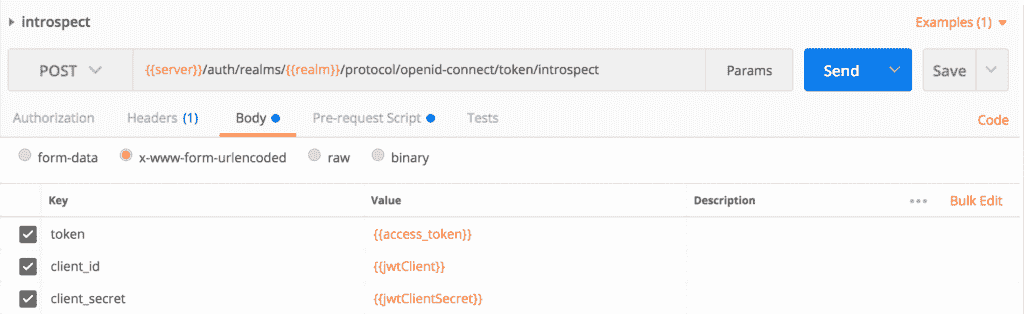 introspect Examples (1)
POST {{server}}/auth/realms/{{realm}}/protocol/openid-connect/token/introspect Params Send Save
Authorization Headers (1) Body Pre-request Script Tests Code
form-data x-www-form-urlencoded raw binary
Key Value Description ••• Bulk Edit
token {{access_token}}
client_id {{jwtClient}}
client_secret {{jwtClientSecret}}